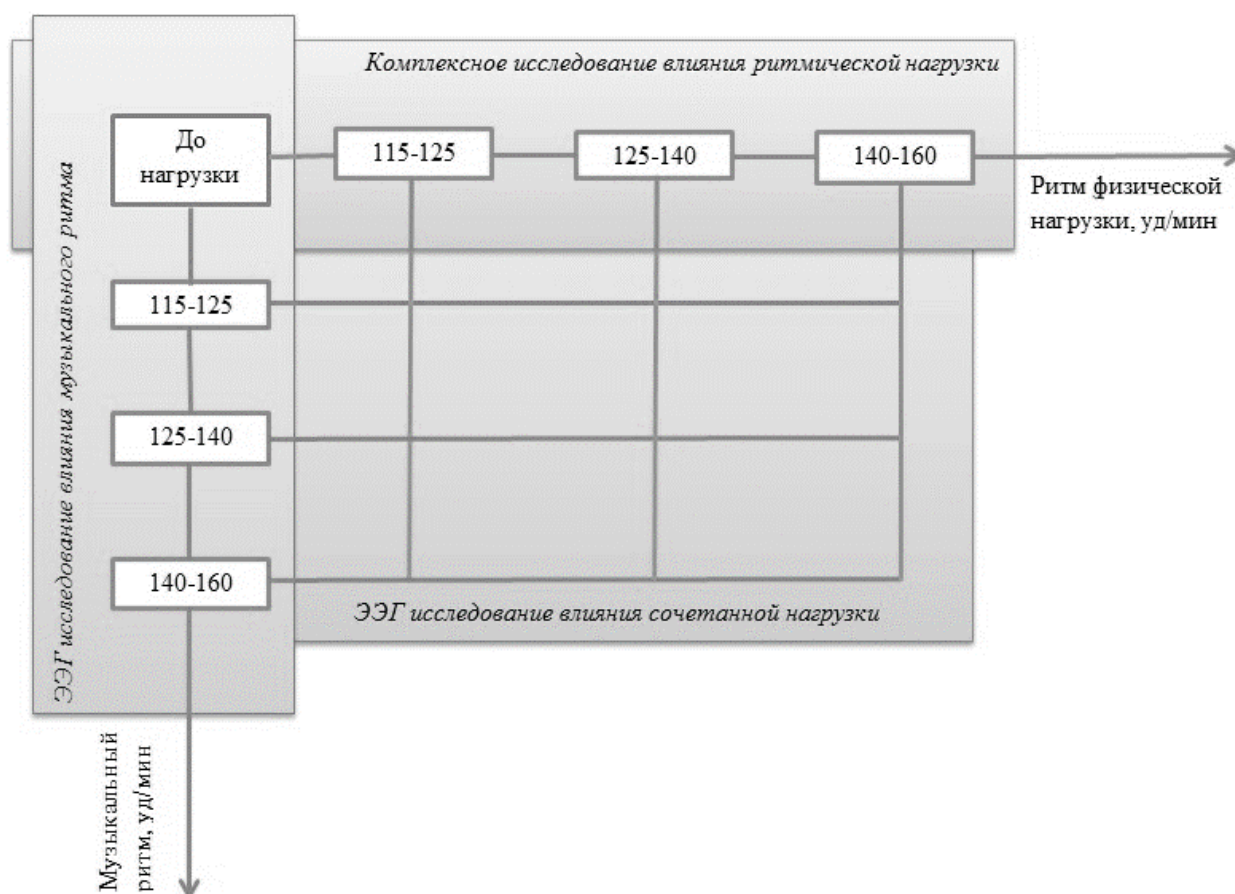 Комплексное исследование влияния ритмической нагрузки
До
нагрузки
115-125
125-140
140-160
Ритм физической
нагрузки, уд/мин
ЭЭГ исследование влияния музыкального ритма
115-125
125-140
140-160
ЭЭГ исследование влияния сочетанной нагрузки
Музыкальный
ритм, уд/мин